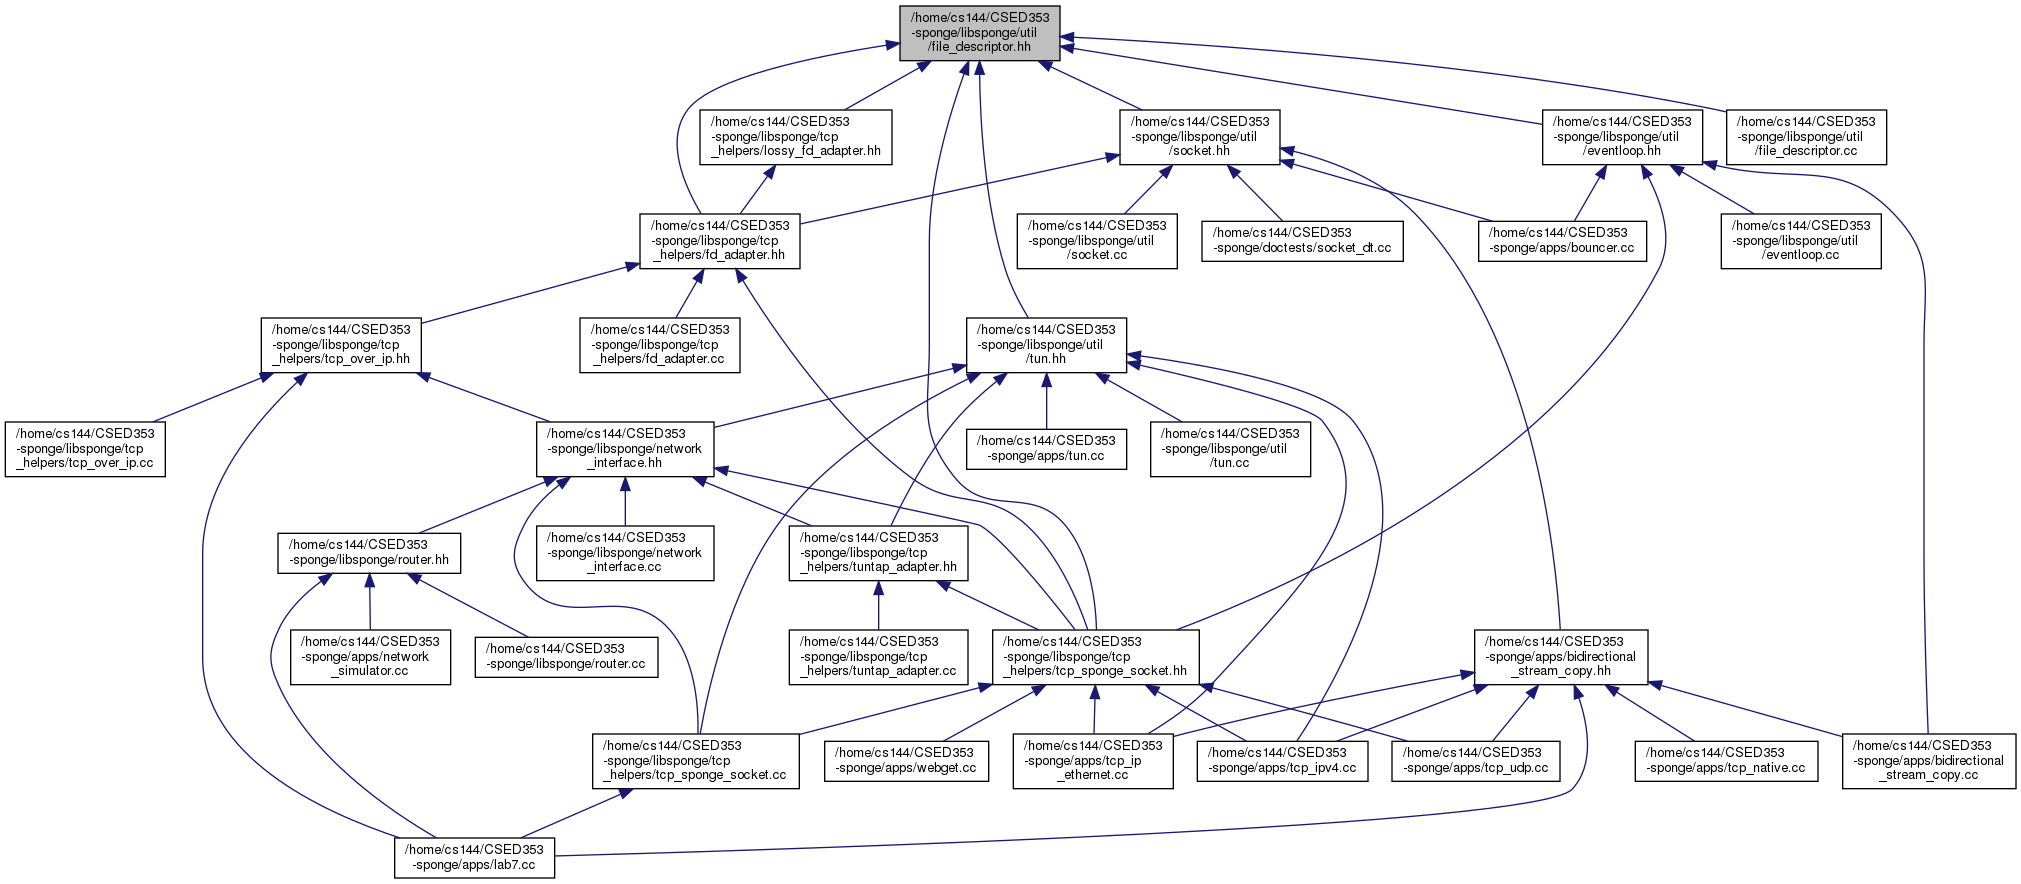 /home/cs144/CSED353
-sponge/libsponge/util
/file_descriptor.hh
/home/cs144/CSED353
-sponge/libsponge/tcp
_helpers/lossy_fd_adapter.hh
/home/cs144/CSED353
-sponge/libsponge/util
/socket.hh
/home/cs144/CSED353
-sponge/libsponge/util
/eventloop.hh
/home/cs144/CSED353
-sponge/libsponge/util
/file_descriptor.cc
/home/cs144/CSED353
-sponge/libsponge/tcp
_helpers/fd_adapter.hh
/home/cs144/CSED353
-sponge/libsponge/util
/socket.cc
/home/cs144/CSED353
-sponge/doctests/socket_dt.cc
/home/cs144/CSED353
-sponge/apps/bouncer.cc
/home/cs144/CSED353
-sponge/libsponge/util
/eventloop.cc
/home/cs144/CSED353
-sponge/libsponge/tcp
_helpers/tcp_over_ip.hh
/home/cs144/CSED353
-sponge/libsponge/tcp
_helpers/fd_adapter.cc
/home/cs144/CSED353
-sponge/libsponge/util
/tun.hh
/home/cs144/CSED353
-sponge/libsponge/tcp
_helpers/tcp_over_ip.cc
/home/cs144/CSED353
-sponge/libsponge/network
_interface.hh
/home/cs144/CSED353
-sponge/apps/tun.cc
/home/cs144/CSED353
-sponge/libsponge/util
/tun.cc
/home/cs144/CSED353
-sponge/libsponge/router.hh
/home/cs144/CSED353
-sponge/libsponge/network
_interface.cc
/home/cs144/CSED353
-sponge/libsponge/tcp
_helpers/tuntap_adapter.hh
/home/cs144/CSED353
-sponge/apps/network
_simulator.cc
/home/cs144/CSED353
-sponge/libsponge/router.cc
/home/cs144/CSED353
-sponge/libsponge/tcp
_helpers/tuntap_adapter.cc
/home/cs144/CSED353
-sponge/libsponge/tcp
_helpers/tcp_sponge_socket.hh
/home/cs144/CSED353
-sponge/apps/bidirectional
_stream_copy.hh
/home/cs144/CSED353
-sponge/libsponge/tcp
_helpers/tcp_sponge_socket.cc
/home/cs144/CSED353
-sponge/apps/webget.cc
/home/cs144/CSED353
-sponge/apps/tcp_ip
_ethernet.cc
/home/cs144/CSED353
-sponge/apps/tcp_ipv4.cc
/home/cs144/CSED353
-sponge/apps/tcp_udp.cc
/home/cs144/CSED353
-sponge/apps/tcp_native.cc
/home/cs144/CSED353
-sponge/apps/bidirectional
_stream_copy.cc
/home/cs144/CSED353
-sponge/apps/lab7.cc